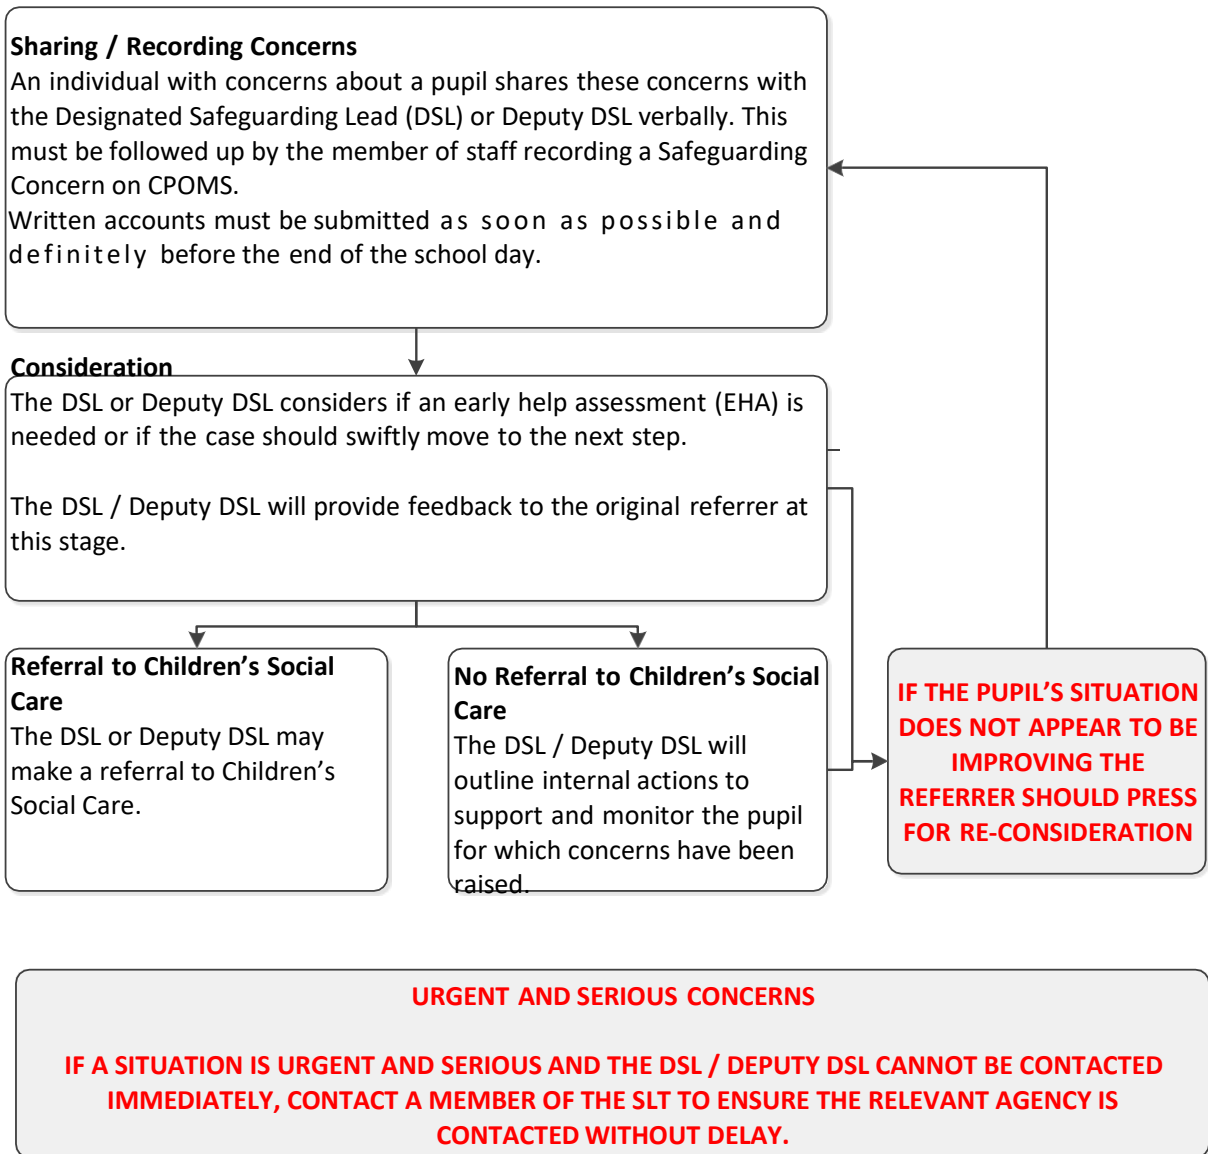 Sharing / Recording Concerns
An individual with concerns about a pupil shares these concerns with
the Designated Safeguarding Lead (DSL) or Deputy DSL verbally. This
must be followed up by the member of staff recording a Safeguarding
Concern on CPOMS.
Written accounts must be submitted as soon as possible and
definitely before the end of the school day.
Consideration
The DSL or Deputy DSL considers if an early help assessment (EHA) is
needed or if the case should swiftly move to the next step.
The DSL / Deputy DSL will provide feedback to the original referrer at
this stage.
Referral to Children’s Social
Care
The DSL or Deputy DSL may
make a referral to Children’s
Social Care.
No Referral to Children’s Social
Care
The DSL / Deputy DSL will
outline internal actions to
support and monitor the pupil
for which concerns have been
raised.
IF THE PUPIL’S SITUATION
DOES NOT APPEAR TO BE
IMPROVING THE
REFERRER SHOULD PRESS
FOR RE-CONSIDERATION
URGENT AND SERIOUS CONCERNS
IF A SITUATION IS URGENT AND SERIOUS AND THE DSL / DEPUTY DSL CANNOT BE CONTACTED
IMMEDIATELY, CONTACT A MEMBER OF THE SLT TO ENSURE THE RELEVANT AGENCY IS
CONTACTED WITHOUT DELAY.